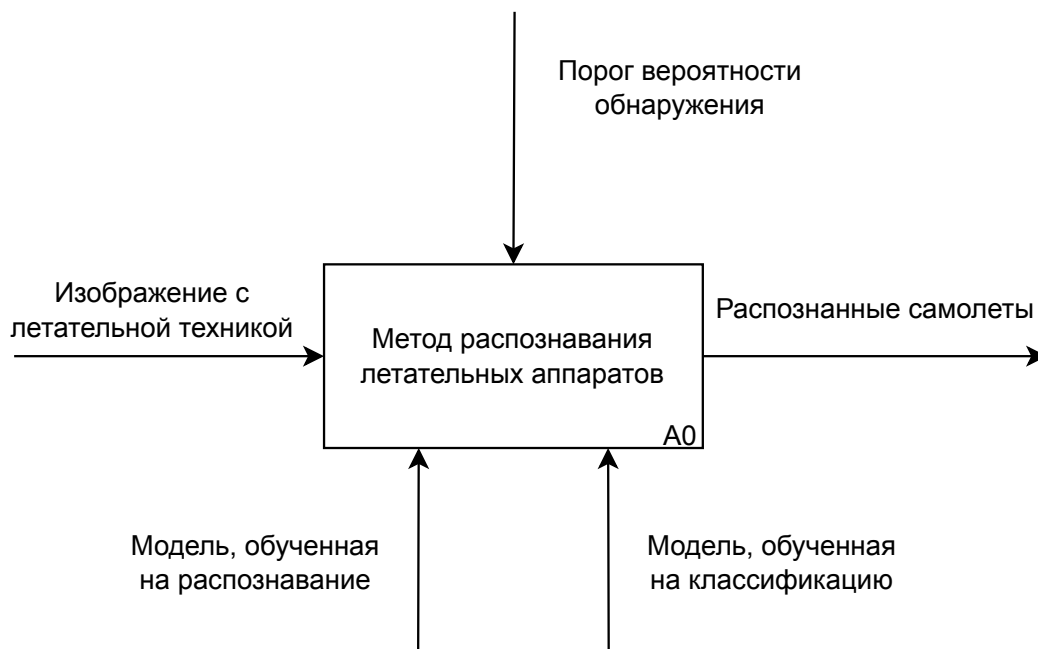 Порог вероятности
обнаружения
Изображение с
летательной техникой
Метод распознавания
летательных аппаратов
A0
Распознанные самолеты
Модель, обученная
на распознавание
Модель, обученная
на классификацию